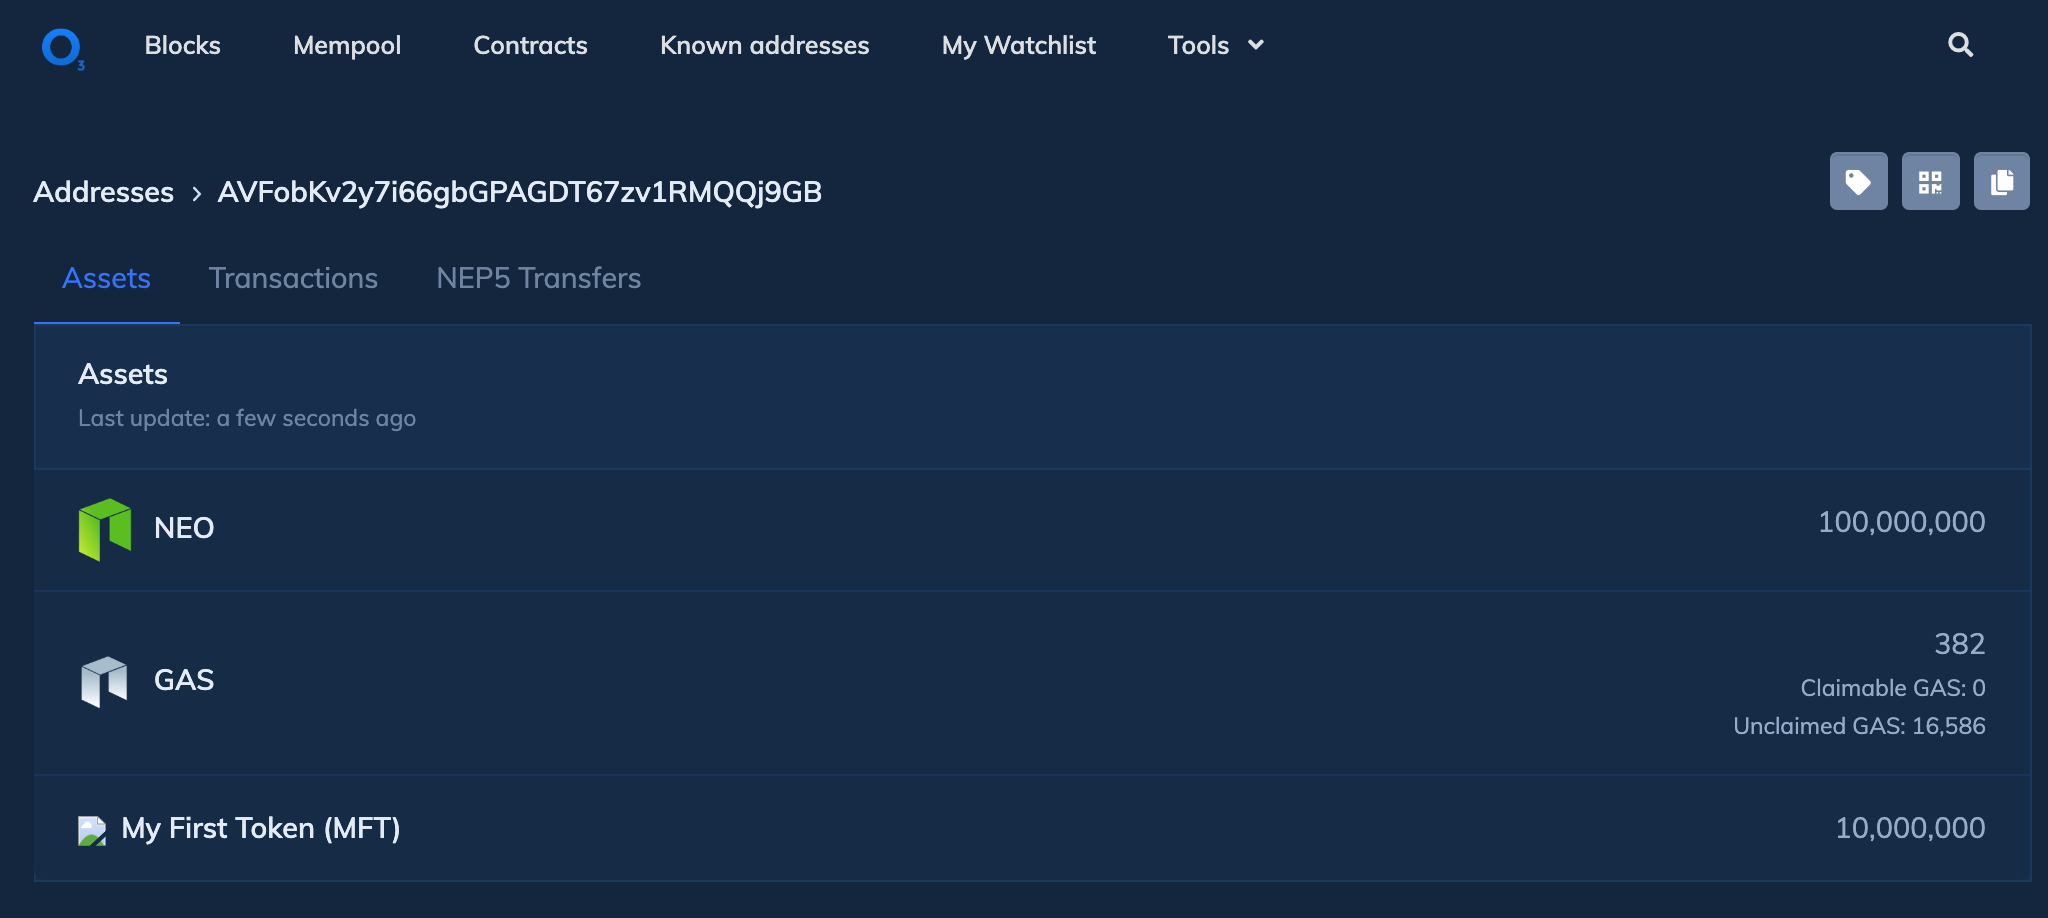 O3
Blocks Mempool Contracts Known addresses My Watchlist Tools
Addresses > AVFobKv2y7i66gbGPAGDT67zv1RMQQj9GB
Assets Transactions NEP5 Transfers
Assets
Last update: a few seconds ago
NEO 100,000,000
GAS 382
Claimable GAS: 0
Unclaimed GAS: 16,586
My First Token (MFT) 10,000,000